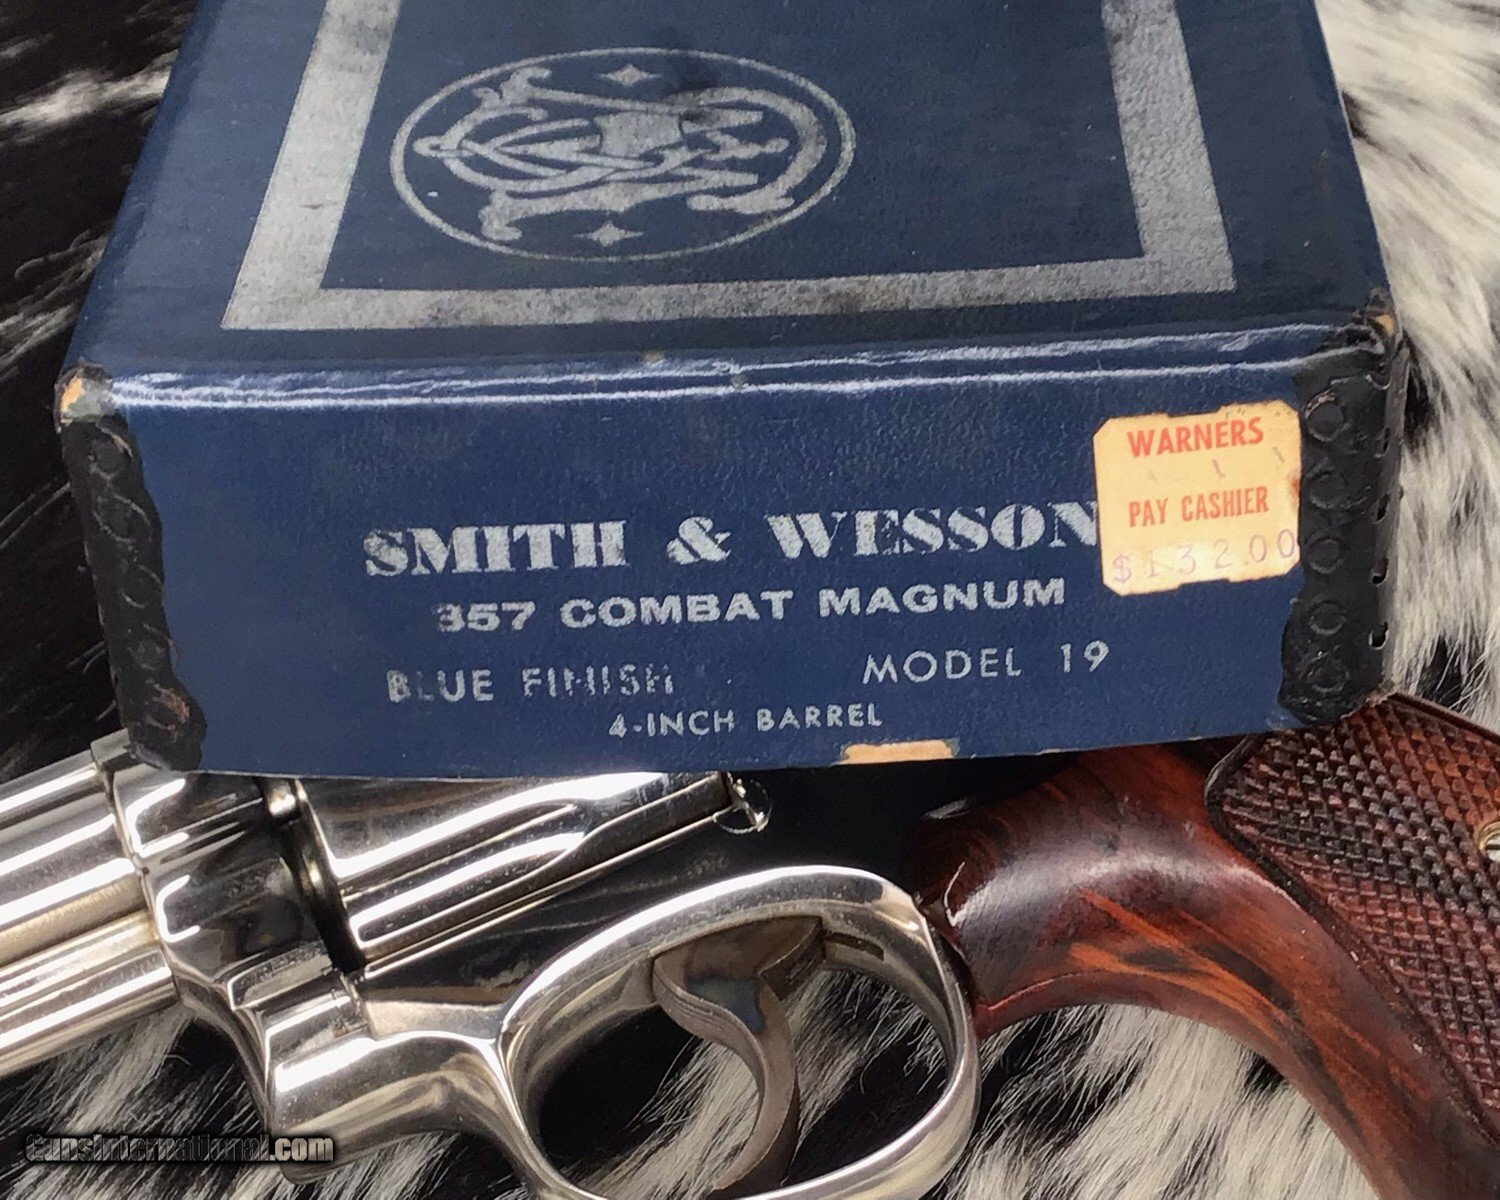 WARNERS
PAY CASHIER
$132.00
SMITH & WESSON
357 COMBAT MAGNUM
BLUE FINISH MODEL 19
4-INCH BARREL
GunsInternational.com